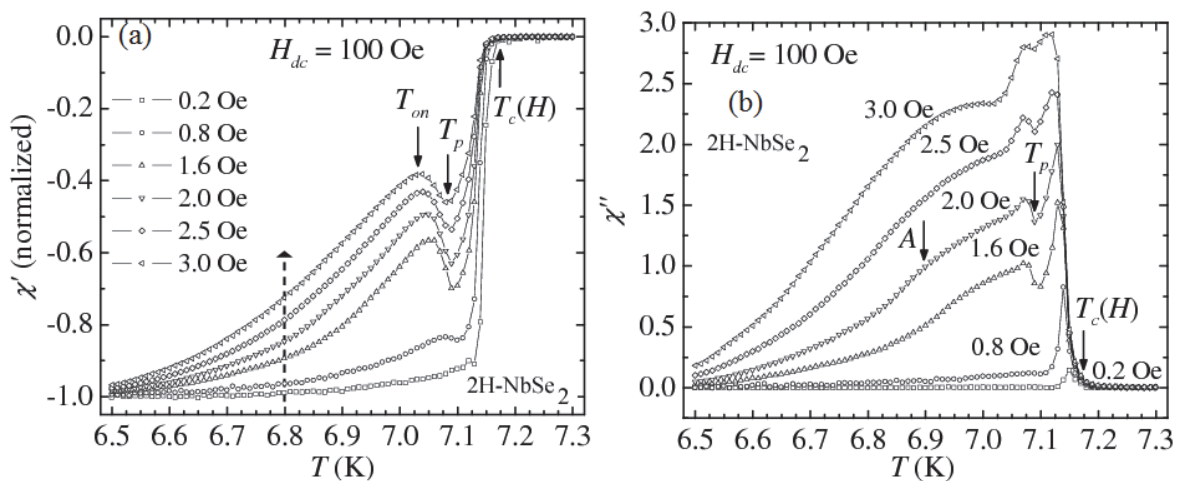 (a)
H_dc = 100 Oe
0.2 Oe
0.8 Oe
1.6 Oe
2.0 Oe
2.5 Oe
3.0 Oe
T_on
T_p
T_c(H)
2H-NbSe_2
χ′ (normalized)
0.0
-0.2
-0.4
-0.6
-0.8
-1.0
6.5 6.6 6.7 6.8 6.9 7.0 7.1 7.2 7.3
T (K)
H_dc = 100 Oe
(b)
2H-NbSe_2
3.0 Oe
2.5 Oe
2.0 Oe
1.6 Oe
0.8 Oe
0.2 Oe
A
T_p
T_c(H)
χ″
3.0
2.5
2.0
1.5
1.0
0.5
0.0
6.5 6.6 6.7 6.8 6.9 7.0 7.1 7.2 7.3
T (K)